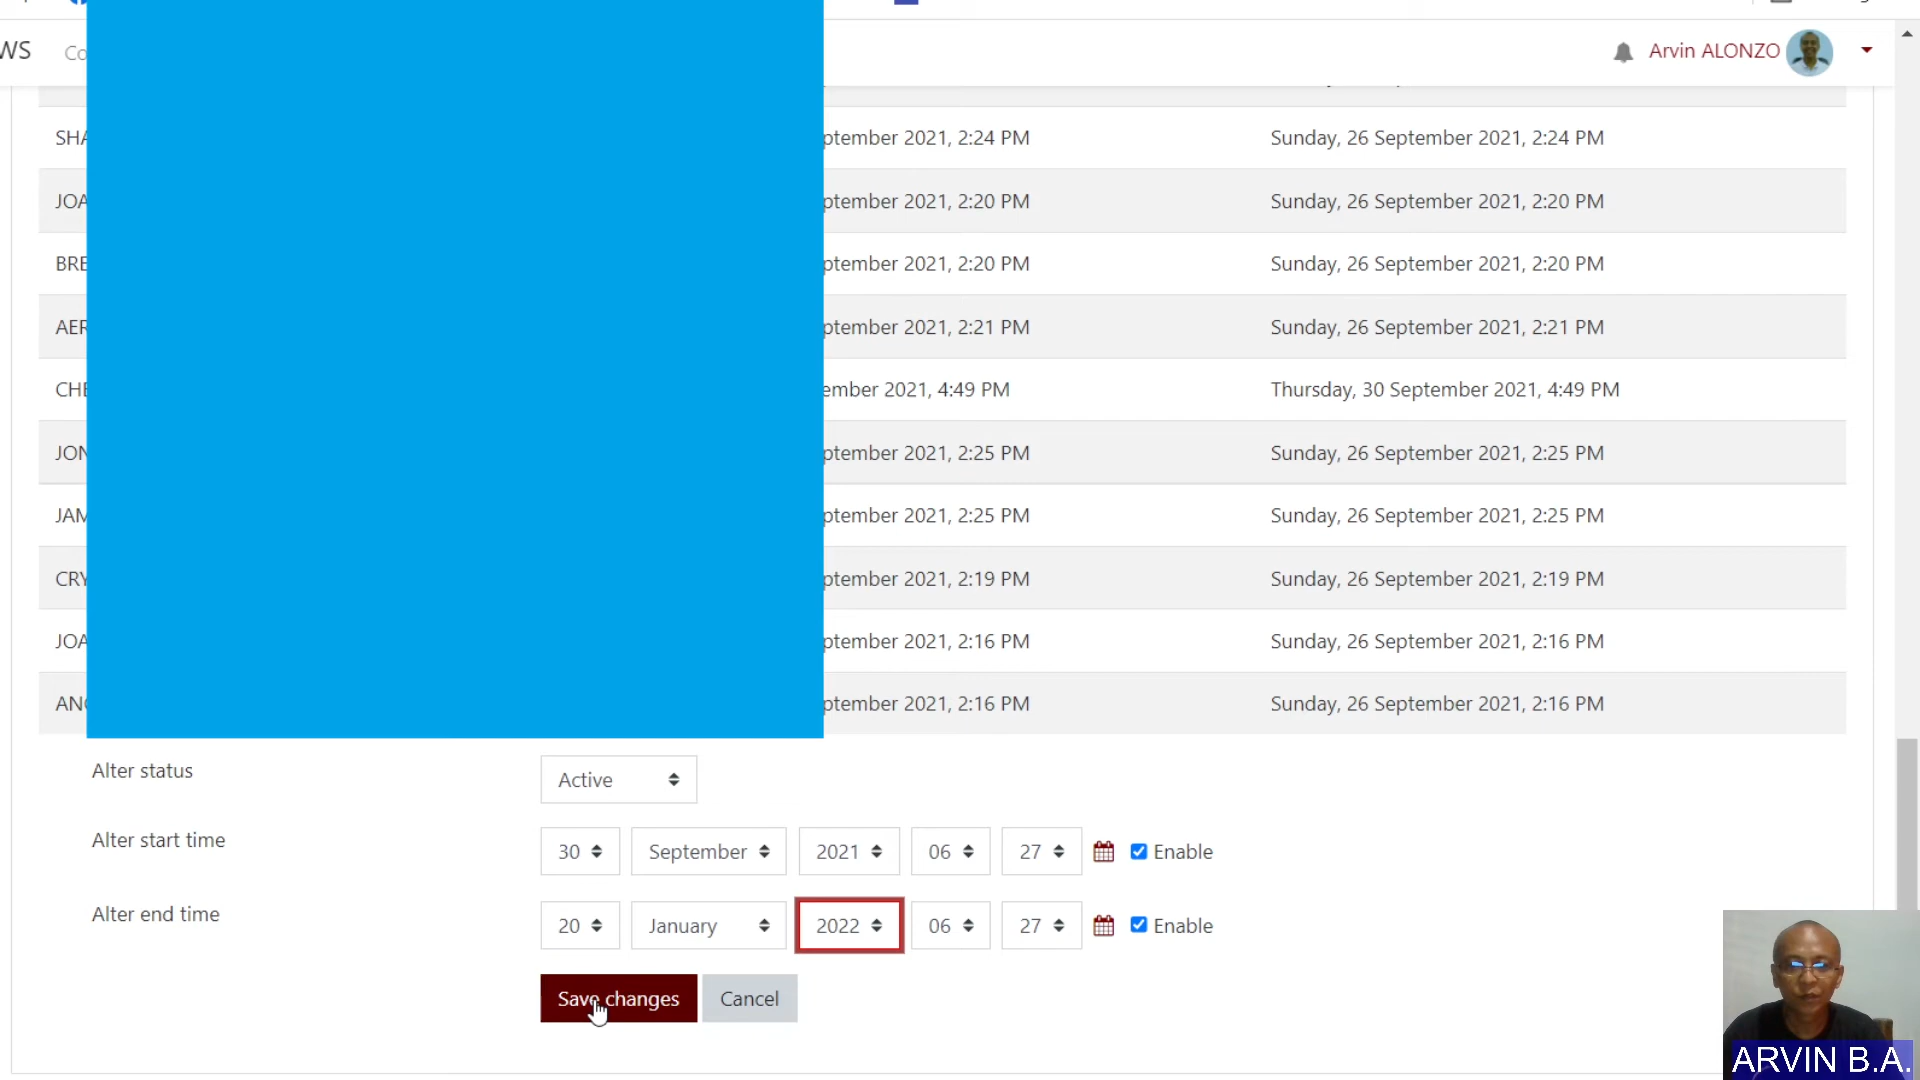 WS Co Arvin ALONZO
SHA ptember 2021, 2:24 PM Sunday, 26 September 2021, 2:24 PM
JOA ptember 2021, 2:20 PM Sunday, 26 September 2021, 2:20 PM
BRE ptember 2021, 2:20 PM Sunday, 26 September 2021, 2:20 PM
AER ptember 2021, 2:21 PM Sunday, 26 September 2021, 2:21 PM
CHE ember 2021, 4:49 PM Thursday, 30 September 2021, 4:49 PM
JON ptember 2021, 2:25 PM Sunday, 26 September 2021, 2:25 PM
JAM ptember 2021, 2:25 PM Sunday, 26 September 2021, 2:25 PM
CRY ptember 2021, 2:19 PM Sunday, 26 September 2021, 2:19 PM
JOA ptember 2021, 2:16 PM Sunday, 26 September 2021, 2:16 PM
ANG ptember 2021, 2:16 PM Sunday, 26 September 2021, 2:16 PM
Alter status Active
Alter start time 30 September 2021 06 27 Enable
Alter end time 20 January 2022 06 27 Enable
Save changes Cancel
ARVIN B.A.